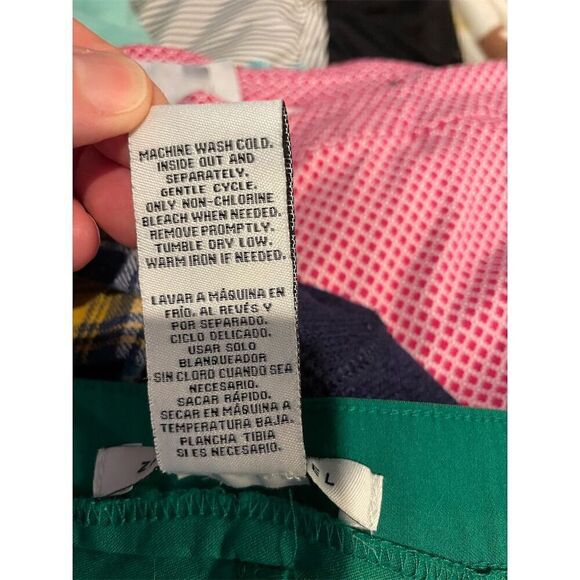 MACHINE WASH COLD.
INSIDE OUT AND
SEPARATELY.
GENTLE CYCLE.
ONLY NON-CHLORINE
BLEACH WHEN NEEDED.
REMOVE PROMPTLY.
TUMBLE DRY LOW.
WARM IRON IF NEEDED.
LAVAR A MÁQUINA EN
FRÍO. AL REVÉS Y
POR SEPARADO.
CICLO DELICADO.
USAR SOLO
BLANQUEADOR
SIN CLORO CUANDO SEA
NECESARIO.
SACAR RÁPIDO.
SECAR EN MÁQUINA A
TEMPERATURA BAJA.
PLANCHA TIBIA
SI ES NECESARIO.
E L